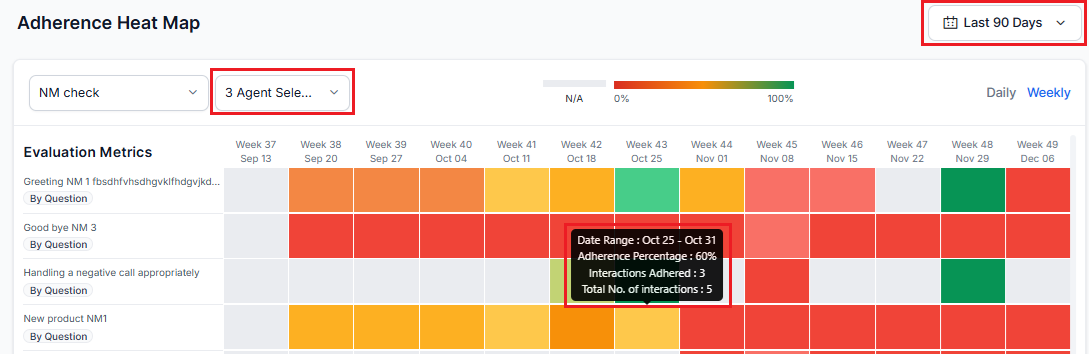 Adherence Heat Map
Last 90 Days
NM check
3 Agent Sele...
N/A
0%
100%
Daily
Weekly
Evaluation Metrics
Week 37
Sep 13
Week 38
Sep 20
Week 39
Sep 27
Week 40
Oct 04
Week 41
Oct 11
Week 42
Oct 18
Week 43
Oct 25
Week 44
Nov 01
Week 45
Nov 08
Week 46
Nov 15
Week 47
Nov 22
Week 48
Nov 29
Week 49
Dec 06
Greeting NM 1 fbsdhfvhsdhgvklfhdgvjkd...
By Question
Good bye NM 3
By Question
Date Range : Oct 25 - Oct 31
Adherence Percentage : 60%
Interactions Adhered : 3
Total No. of interactions : 5
Handling a negative call appropriately
By Question
New product NM1
By Question